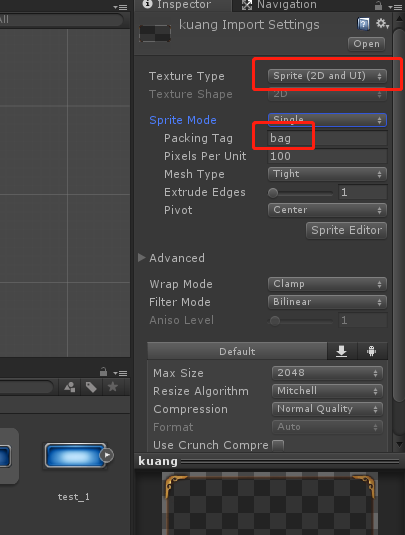 Inspector
Navigation
All
kuang Import Settings
Open
Texture Type Sprite (2D and UI)
Texture Shape 2D
Sprite Mode Single
Packing Tag bag
Pixels Per Unit 100
Mesh Type Tight
Extrude Edges 1
Pivot Center
Sprite Editor
Advanced
Wrap Mode Clamp
Filter Mode Bilinear
Aniso Level 1
Default
Max Size 2048
Resize Algorithm Mitchell
Compression Normal Quality
Format Auto
Use Crunch Compre
kuang
test_1